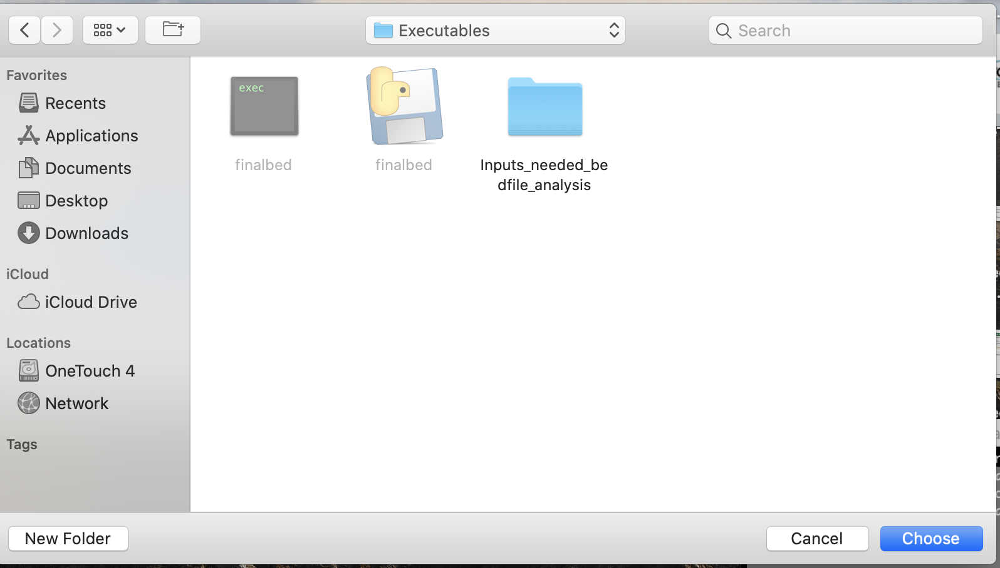 Executables
Search
Favorites
Recents
Applications
Documents
Desktop
Downloads
iCloud
iCloud Drive
Locations
OneTouch 4
Network
Tags
exec
finalbed
finalbed
Inputs_needed_be
dfile_analysis
New Folder
Cancel
Choose